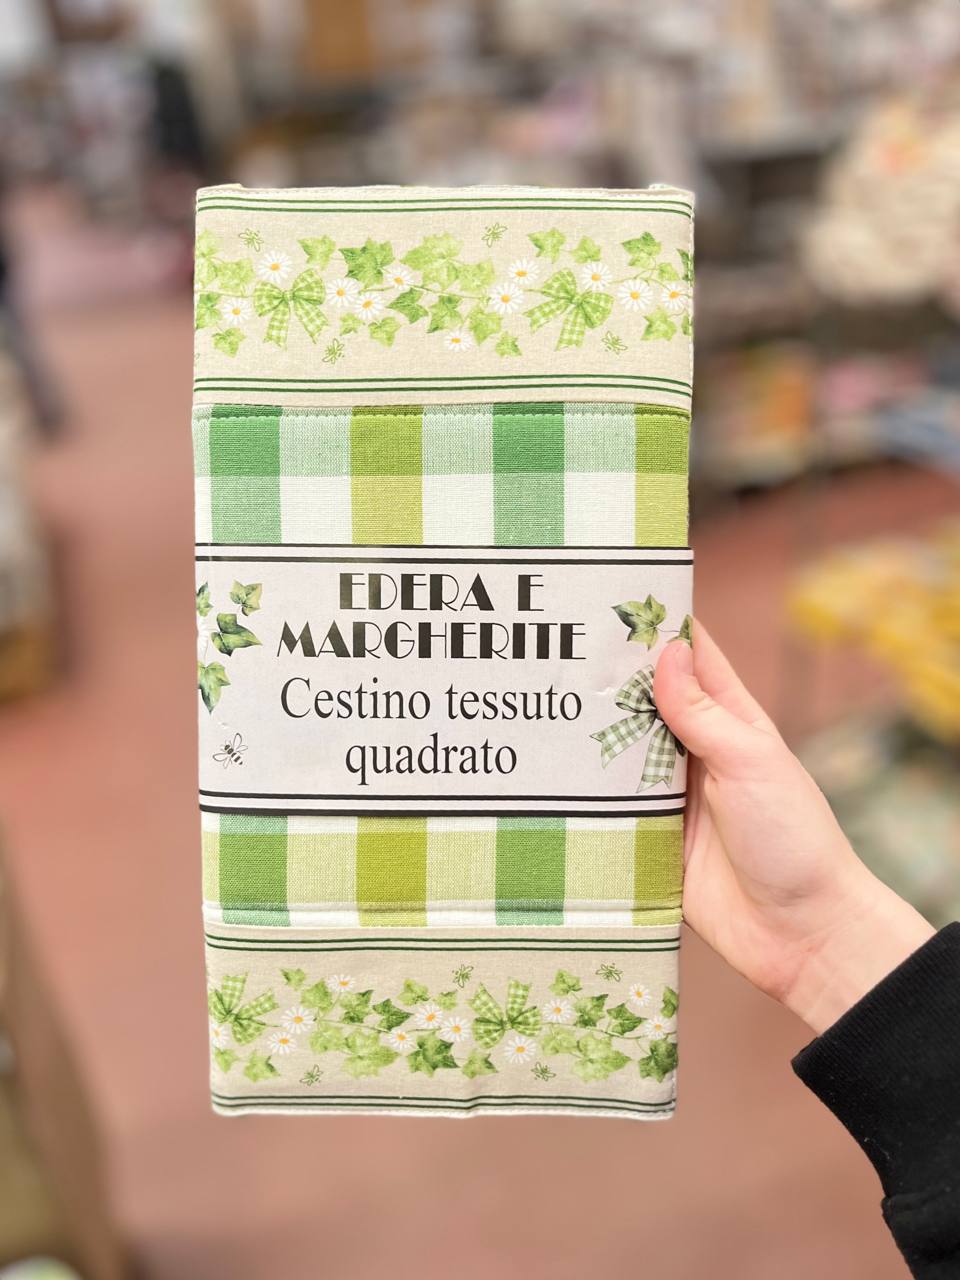 EDERA E
MARGHERITE
Cestino tessuto
quadrato